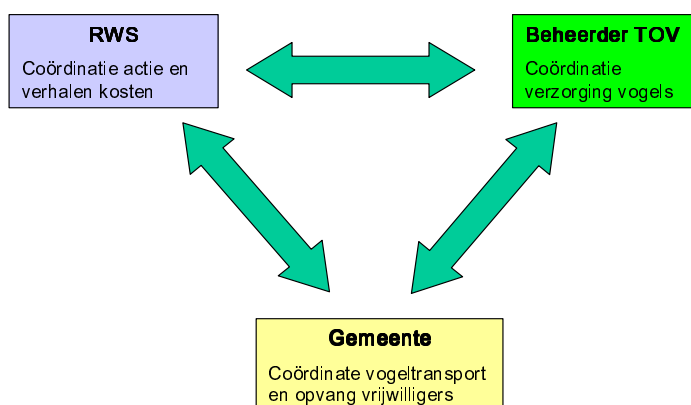 RWS
Coördinatie actie en
verhalen kosten
Beheerder TOV
Coördinatie
verzorging vogels
Gemeente
Coördinate vogeltransport
en opvang vrijwilligers